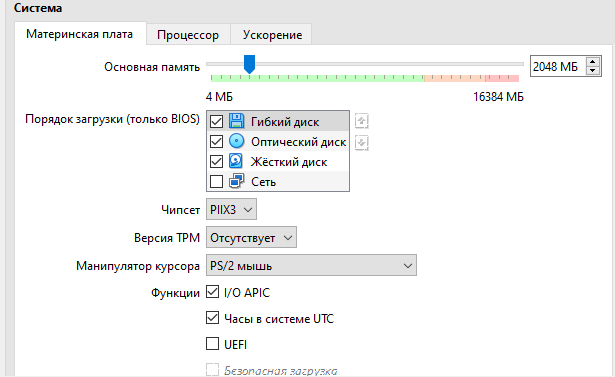 Система
Материнская плата Процессор Ускорение
Основная память 2048 МБ
4 МБ 16384 МБ
Порядок загрузки (только BIOS) Гибкий диск
Оптический диск
Жёсткий диск
Сеть
Чипсет PIIX3
Версия TPM Отсутствует
Манипулятор курсора PS/2 мышь
Функции I/O APIC
Часы в системе UTC
UEFI
Безопасная загрузка